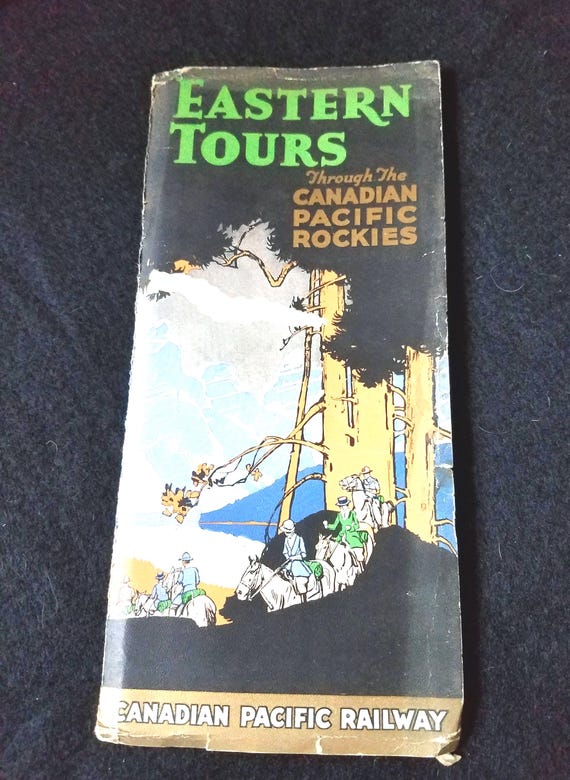 EASTERN
TOURS
Through The
CANADIAN
PACIFIC
ROCKIES
CANADIAN PACIFIC RAILWAY